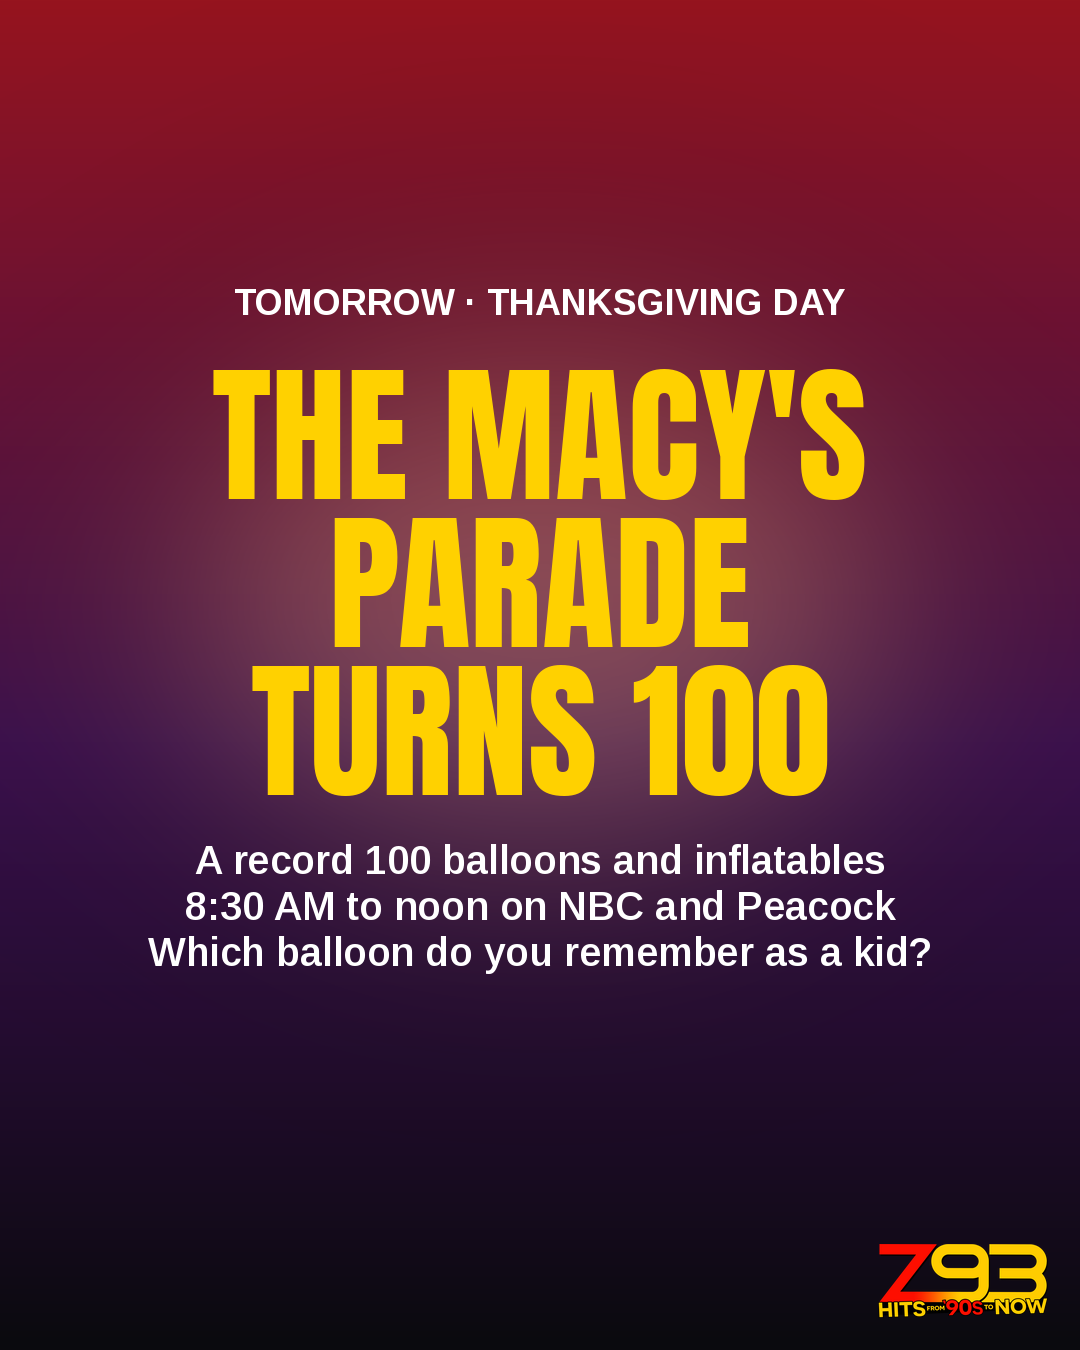 TOMORROW · THANKSGIVING DAY
THE MACY'S
PARADE
TURNS 100
A record 100 balloons and inflatables
8:30 AM to noon on NBC and Peacock
Which balloon do you remember as a kid?
Z93
HITS FROM '90S TO NOW